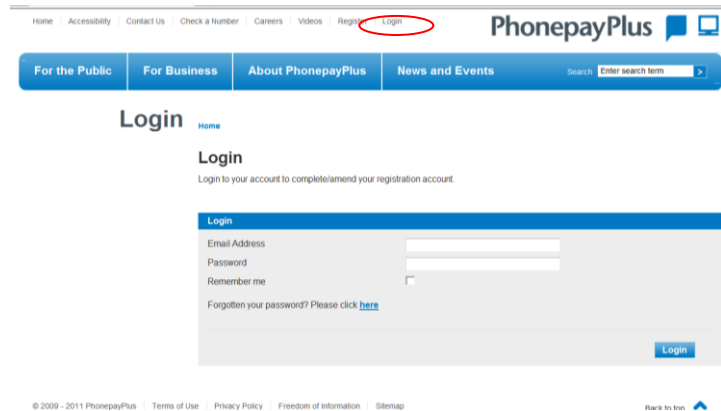 Home Accessibility Contact Us Check a Number Careers Videos Register Login
PhonepayPlus
For the Public For Business About PhonepayPlus News and Events Search Enter search term >
Login Home
Login
Login to your account to complete/amend your registration account.
Login
Email Address
Password
Remember me
Forgotten your password? Please click here
Login
© 2009 - 2011 PhonepayPlus Terms of Use Privacy Policy Freedom of Information Sitemap Back to top